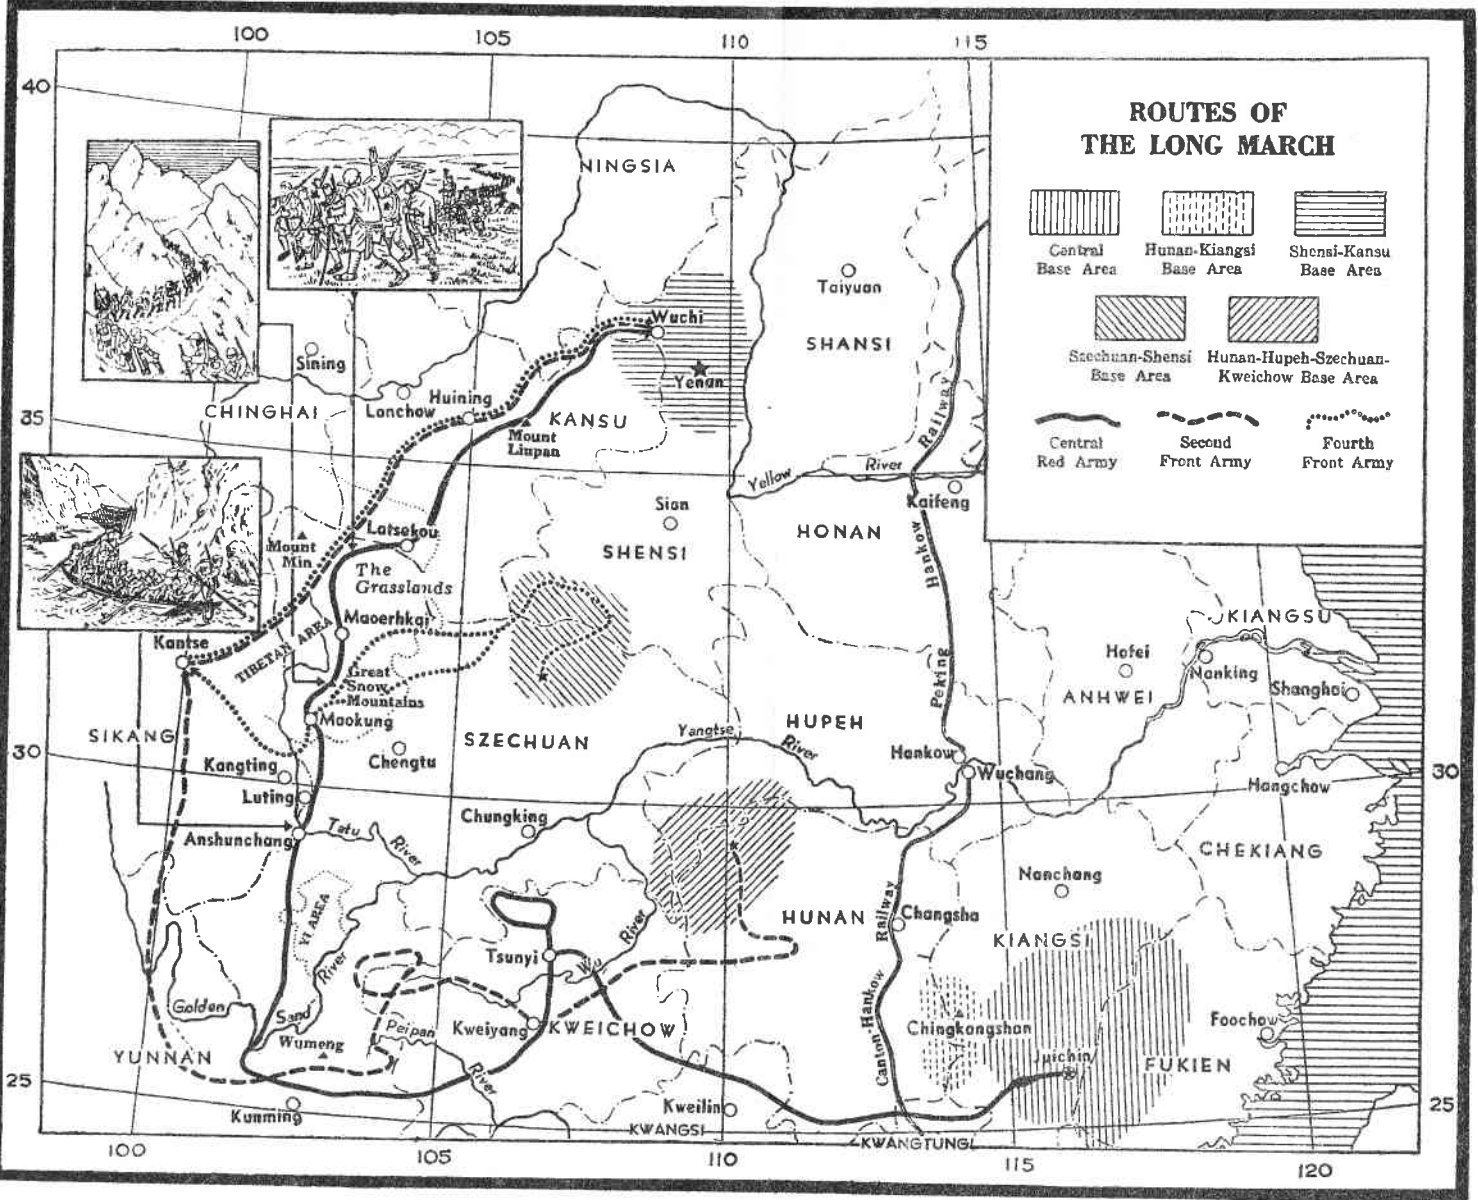 100
105
110
115
40
ROUTES OF
THE LONG MARCH
Central
Base Area
Hunan-Kiangsi
Base Area
Shensi-Kansu
Base Area
Szechuan-Shensi
Base Area
Hunan-Hupeh-Szechuan-
Kweichow Base Area
Central
Red Army
Second
Front Army
Fourth
Front Army
NINGSIA
Taiyuan
Wuchi
SHANSI
Sining
Yenan
Lanchow
Huining
CHINGHAI
35
KANSU
Mount
Liupan
Railway
Yellow
River
Kaifeng
Sian
HONAN
Latsekou
Mount
Min
SHENSI
Hankow
The
Grasslands
Maoerhkai
KIANGSU
Kantse
TIBETAN AREA
Hofei
Nanking
Great
Snow
Mountains
Peking
ANHWEI
Shanghai
Maokung
SIKANG
SZECHUAN
Yangtse
River
HUPEH
30
Chengtu
Hankow
Kangting
Wuchang
30
Hangchow
Luting
Chungking
Anshunchang
Tatu
River
CHEKIANG
Nanchang
YI AREA
HUNAN
Railway
Changsha
KIANGSI
River
Tsunyi
Wu
River
Golden
Sand
Canton-Hankow
Kweiyang
KWEICHOW
Peipan
River
Chingkangshan
Foochow
Wumeng
YUNNAN
Juichin
FUKIEN
25
Kunming
Kweilin
25
KWANGSI
KWANGTUNG
100
105
110
115
120